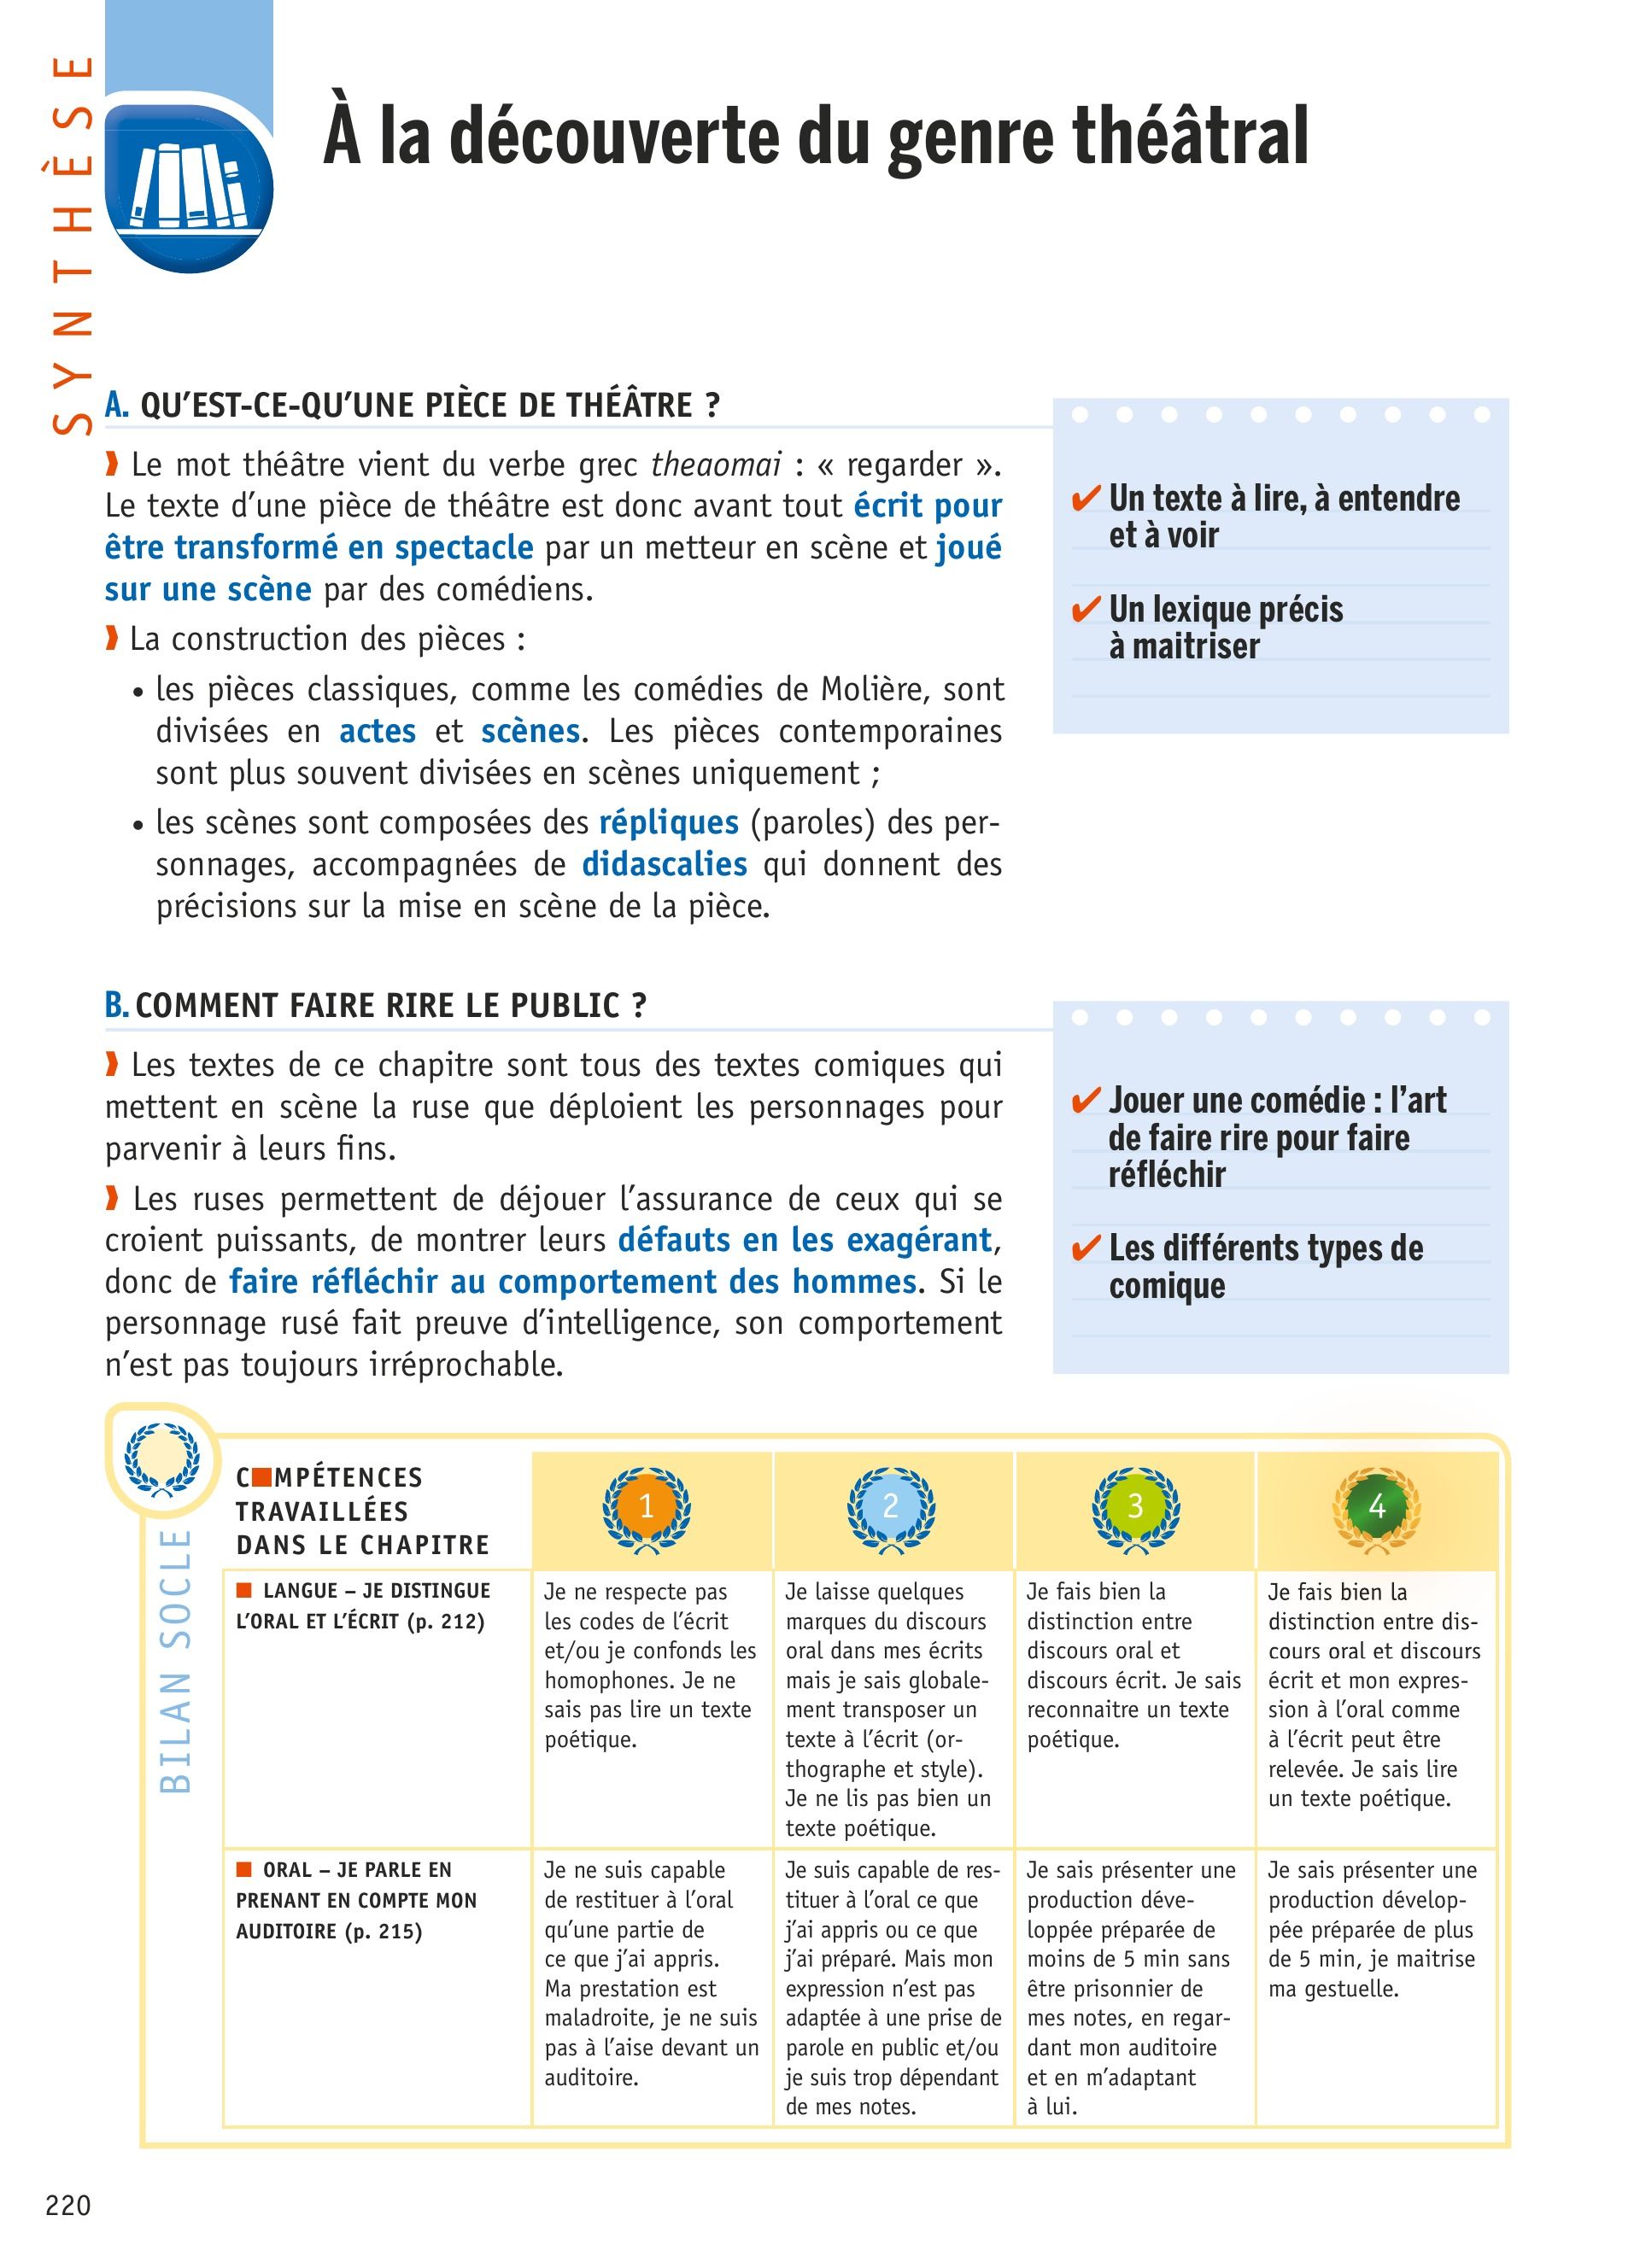 SYNTHÈSE
À la découverte du genre théâtral
A. QU’EST-CE-QU’UNE PIÈCE DE THÉÂTRE ?
❱ Le mot théâtre vient du verbe grec theaomai : « regarder ».
Le texte d’une pièce de théâtre est donc avant tout écrit pour
être transformé en spectacle par un metteur en scène et joué
sur une scène par des comédiens.
❱ La construction des pièces :
• les pièces classiques, comme les comédies de Molière, sont
divisées en actes et scènes. Les pièces contemporaines
sont plus souvent divisées en scènes uniquement ;
• les scènes sont composées des répliques (paroles) des per-
sonnages, accompagnées de didascalies qui donnent des
précisions sur la mise en scène de la pièce.
✔ Un texte à lire, à entendre
et à voir
✔ Un lexique précis
à maitriser
B. COMMENT FAIRE RIRE LE PUBLIC ?
❱ Les textes de ce chapitre sont tous des textes comiques qui
mettent en scène la ruse que déploient les personnages pour
parvenir à leurs fins.
❱ Les ruses permettent de déjouer l’assurance de ceux qui se
croient puissants, de montrer leurs défauts en les exagérant,
donc de faire réfléchir au comportement des hommes. Si le
personnage rusé fait preuve d’intelligence, son comportement
n’est pas toujours irréprochable.
✔ Jouer une comédie : l’art
de faire rire pour faire
réfléchir
✔ Les différents types de
comique
BILAN SOCLE
C■MPÉTENCES
TRAVAILLÉES
DANS LE CHAPITRE
1
2
3
4
■ LANGUE – JE DISTINGUE
L’ORAL ET L’ÉCRIT (p. 212)
Je ne respecte pas
les codes de l’écrit
et/ou je confonds les
homophones. Je ne
sais pas lire un texte
poétique.
Je laisse quelques
marques du discours
oral dans mes écrits
mais je sais globale-
ment transposer un
texte à l’écrit (or-
thographe et style).
Je ne lis pas bien un
texte poétique.
Je fais bien la
distinction entre
discours oral et
discours écrit. Je sais
reconnaitre un texte
poétique.
Je fais bien la
distinction entre dis-
cours oral et discours
écrit et mon expres-
sion à l’oral comme
à l’écrit peut être
relevée. Je sais lire
un texte poétique.
■ ORAL – JE PARLE EN
PRENANT EN COMPTE MON
AUDITOIRE (p. 215)
Je ne suis capable
de restituer à l’oral
qu’une partie de
ce que j’ai appris.
Ma prestation est
maladroite, je ne suis
pas à l’aise devant un
auditoire.
Je suis capable de res-
tituer à l’oral ce que
j’ai appris ou ce que
j’ai préparé. Mais mon
expression n’est pas
adaptée à une prise de
parole en public et/ou
je suis trop dépendant
de mes notes.
Je sais présenter une
production déve-
loppée préparée de
moins de 5 min sans
être prisonnier de
mes notes, en regar-
dant mon auditoire
et en m’adaptant
à lui.
Je sais présenter une
production dévelop-
pée préparée de plus
de 5 min, je maitrise
ma gestuelle.
220